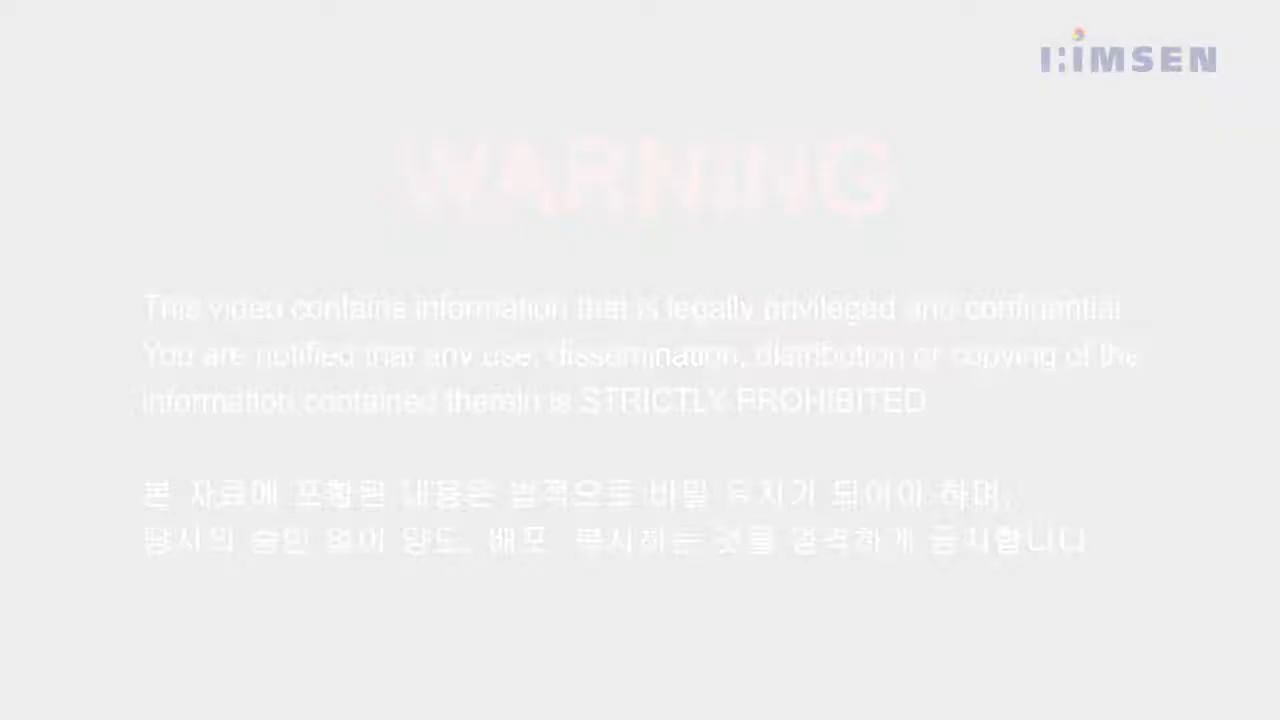 HiMSEN
WARNING
This video contains information that is legally privileged and confidential.
You are notified that any use, dissemination, distribution or copying of the
information contained therein is STRICTLY PROHIBITED
본 자료에 포함된 내용은 법적으로 비밀 유지가 되어야 하며,
당사의 승인 없이 양도, 배포, 복사하는 것을 엄격하게 금지합니다